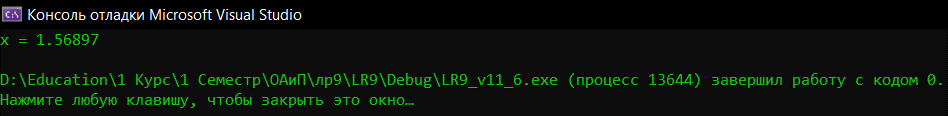 Консоль отладки Microsoft Visual Studio
x = 1.56897
D:\Education\1 Курс\1 Семестр\ОАиП\лр9\LR9\Debug\LR9_v11_6.exe (процесс 13644) завершил работу с кодом 0.
Нажмите любую клавишу, чтобы закрыть это окно…